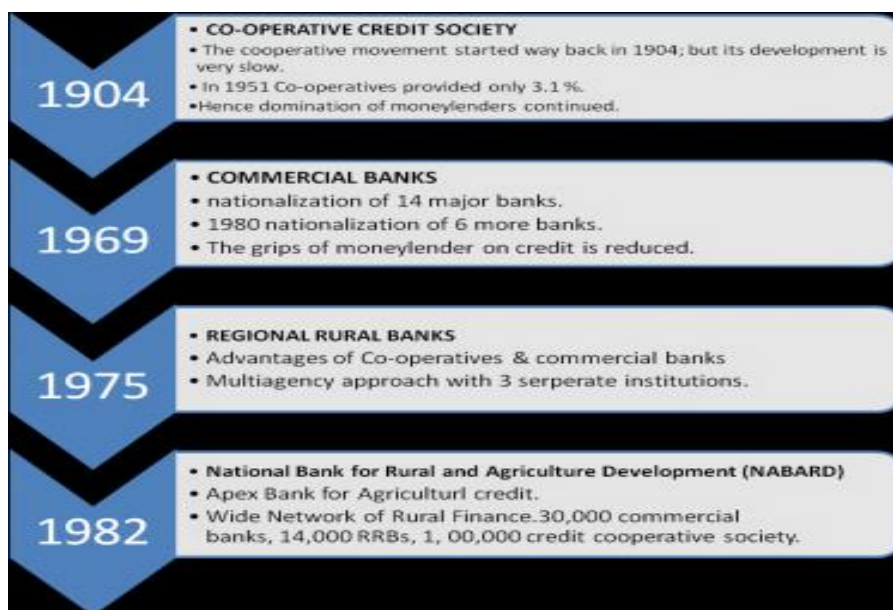 1904
• CO-OPERATIVE CREDIT SOCIETY
• The cooperative movement started way back in 1904; but its development is
very slow.
• In 1951 Co-operatives provided only 3.1 %.
•Hence domination of moneylenders continued.
1969
• COMMERCIAL BANKS
• nationalization of 14 major banks.
• 1980 nationalization of 6 more banks.
• The grips of moneylender on credit is reduced.
1975
• REGIONAL RURAL BANKS
• Advantages of Co-operatives & commercial banks
• Multiagency approach with 3 serperate institutions.
1982
• National Bank for Rural and Agriculture Development (NABARD)
• Apex Bank for Agriculturl credit.
• Wide Network of Rural Finance.30,000 commercial
banks, 14,000 RRBs, 1, 00,000 credit cooperative society.